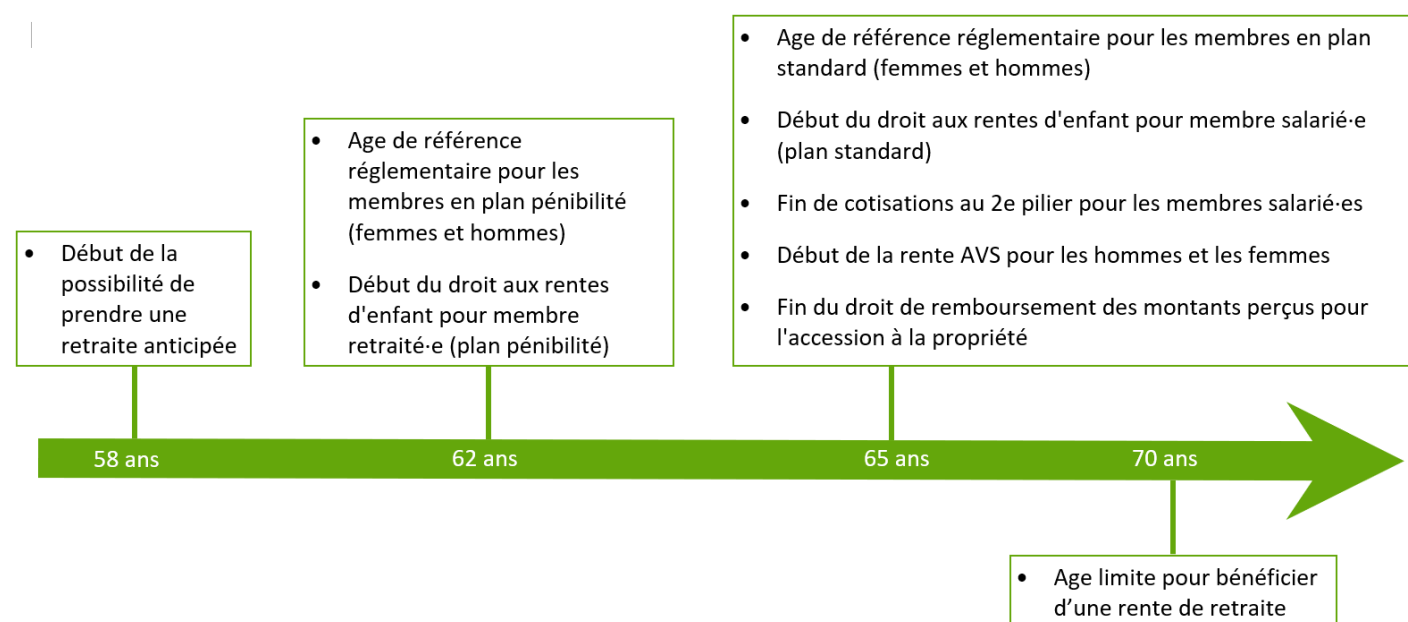 • Début de la
possibilité de
prendre une
retraite anticipée
• Age de référence
réglementaire pour les
membres en plan pénibilité
(femmes et hommes)
• Début du droit aux rentes
d'enfant pour membre
retraité·e (plan pénibilité)
• Age de référence réglementaire pour les membres en plan
standard (femmes et hommes)
• Début du droit aux rentes d'enfant pour membre salarié·e
(plan standard)
• Fin de cotisations au 2e pilier pour les membres salarié·es
• Début de la rente AVS pour les hommes et les femmes
• Fin du droit de remboursement des montants perçus pour
l'accession à la propriété
58 ans
62 ans
65 ans
70 ans
• Age limite pour bénéficier
d’une rente de retraite